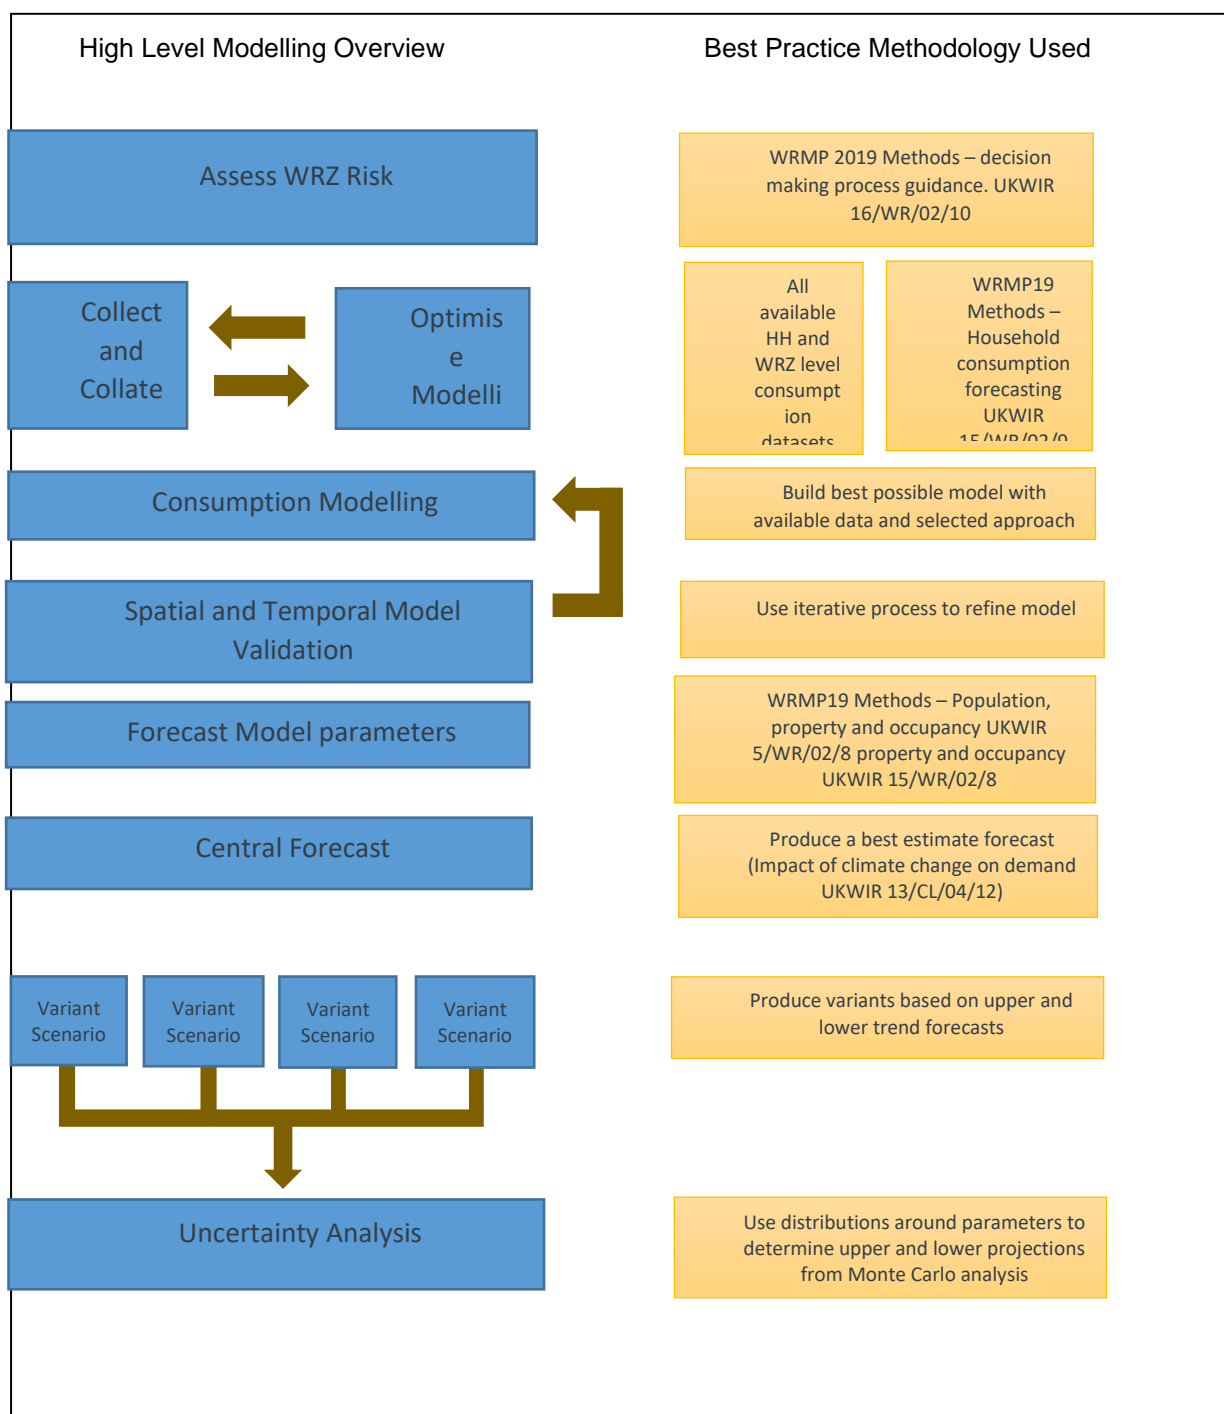 High Level Modelling Overview
Best Practice Methodology Used
Assess WRZ Risk
WRMP 2019 Methods – decision
making process guidance. UKWIR
16/WR/02/10
Collect
and
Collate
Optimis
e
Modelli
All
available
HH and
WRZ level
consumpt
ion
datasets
WRMP19
Methods –
Household
consumption
forecasting
UKWIR
15/WR/02/9
Consumption Modelling
Build best possible model with
available data and selected approach
Spatial and Temporal Model
Validation
Use iterative process to refine model
Forecast Model parameters
WRMP19 Methods – Population,
property and occupancy UKWIR
5/WR/02/8 property and occupancy
UKWIR 15/WR/02/8
Central Forecast
Produce a best estimate forecast
(Impact of climate change on demand
UKWIR 13/CL/04/12)
Variant
Scenario
Variant
Scenario
Variant
Scenario
Variant
Scenario
Produce variants based on upper and
lower trend forecasts
Uncertainty Analysis
Use distributions around parameters to
determine upper and lower projections
from Monte Carlo analysis